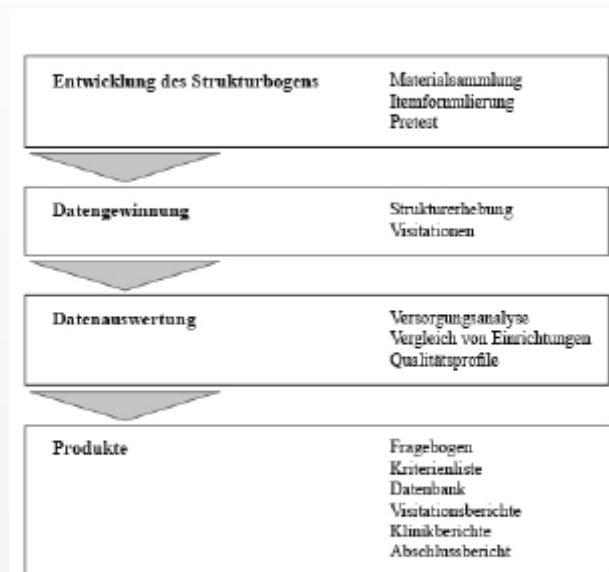 Entwicklung des Strukturbogens
Materialsammlung
Itemformulierung
Pretest
Datengewinnung
Strukturerhebung
Visitationen
Datenauswertung
Versorgungsanalyse
Vergleich von Einrichtungen
Qualitätsprofile
Produkte
Fragebogen
Kriterienliste
Datenbank
Visitationsberichte
Klinikberichte
Abschlussbericht